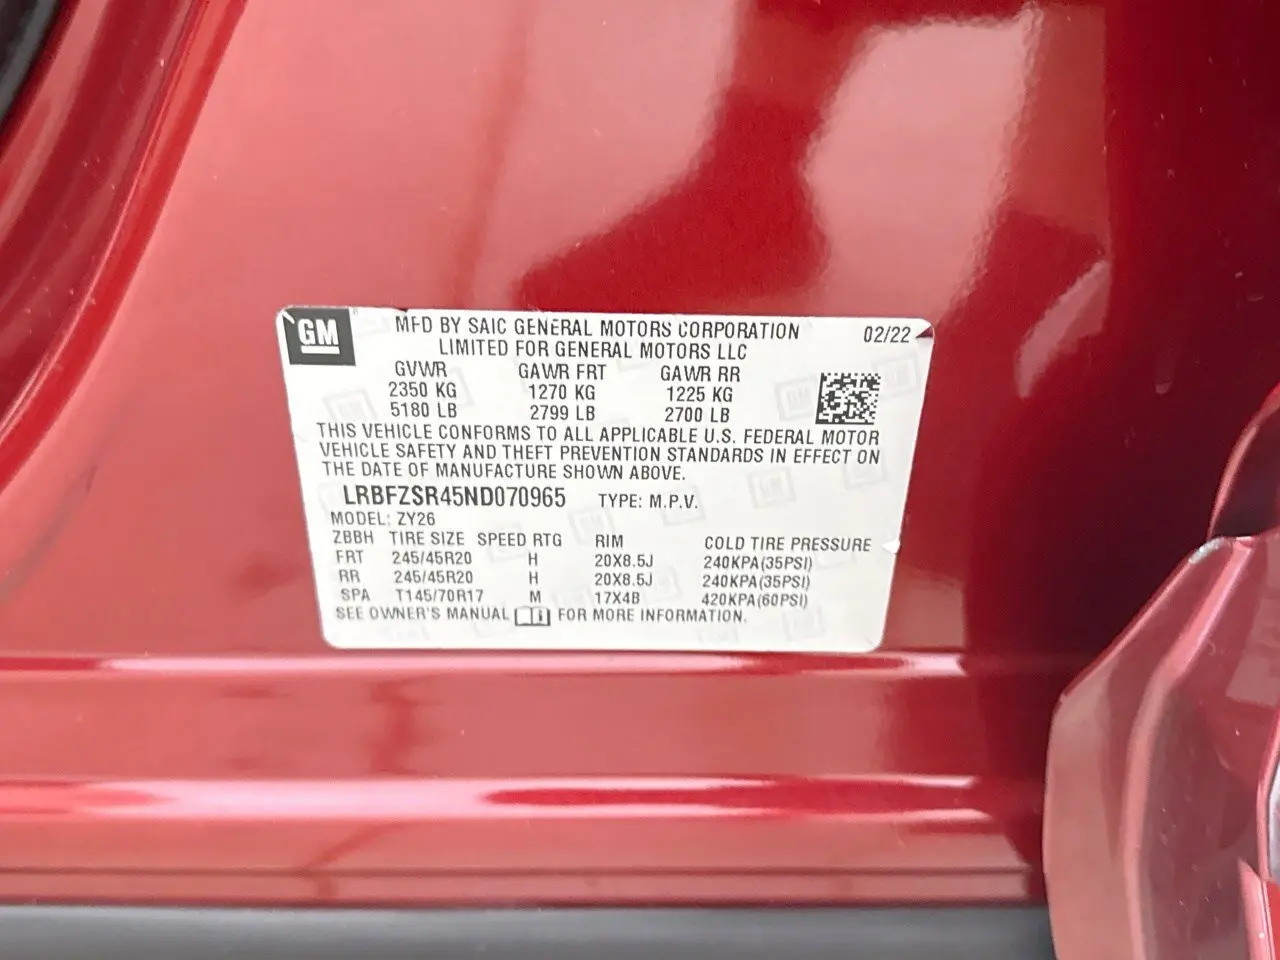 GM
MFD BY SAIC GENERAL MOTORS CORPORATION 02/22
LIMITED FOR GENERAL MOTORS LLC
GVWR GAWR FRT GAWR RR
2350 KG 1270 KG 1225 KG
5180 LB 2799 LB 2700 LB
THIS VEHICLE CONFORMS TO ALL APPLICABLE U.S. FEDERAL MOTOR
VEHICLE SAFETY AND THEFT PREVENTION STANDARDS IN EFFECT ON
THE DATE OF MANUFACTURE SHOWN ABOVE.
LRBFZSR45ND070965 TYPE: M.P.V.
MODEL: ZY26
ZBBH TIRE SIZE SPEED RTG RIM COLD TIRE PRESSURE
FRT 245/45R20 H 20X8.5J 240KPA(35PSI)
RR 245/45R20 H 20X8.5J 240KPA(35PSI)
SPA T145/70R17 M 17X4B 420KPA(60PSI)
SEE OWNER'S MANUAL FOR MORE INFORMATION.